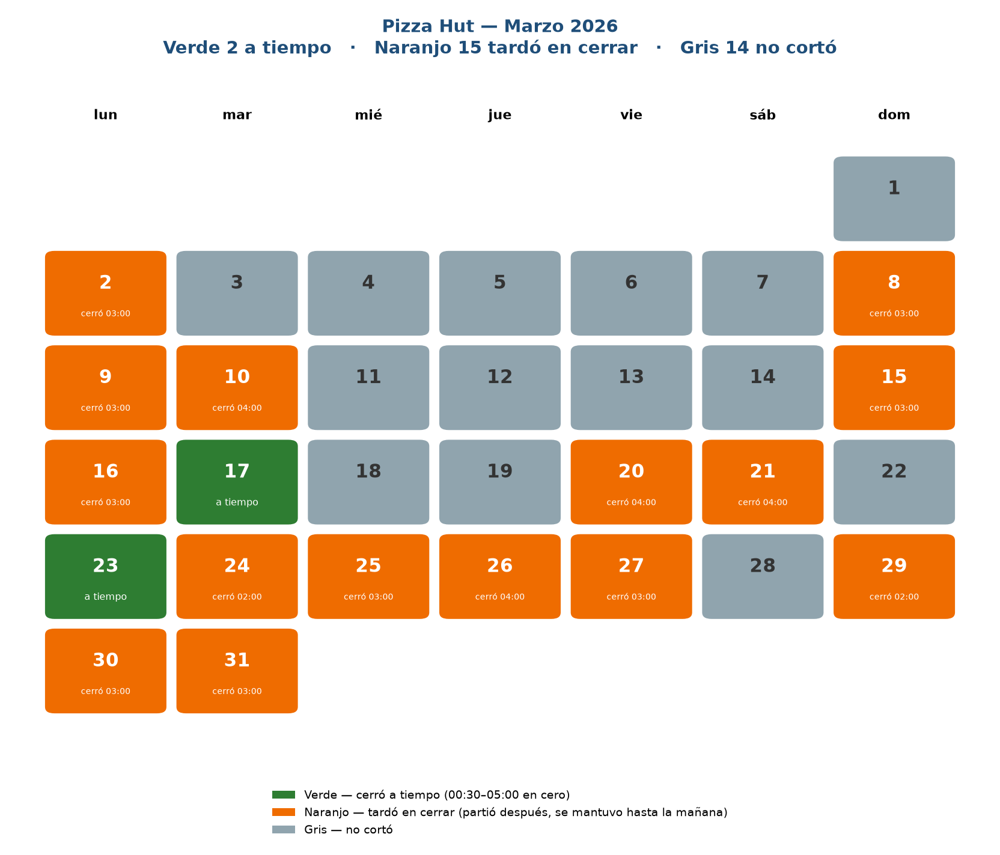 Pizza Hut — Marzo 2026
Verde 2 a tiempo · Naranjo 15 tardó en cerrar · Gris 14 no cortó
lun mar mié jue vie sáb dom
1
2 3 4 5 6 7 8
cerró 03:00 cerró 03:00
9 10 11 12 13 14 15
cerró 03:00 cerró 04:00 cerró 03:00
16 17 18 19 20 21 22
cerró 03:00 a tiempo cerró 04:00 cerró 04:00
23 24 25 26 27 28 29
a tiempo cerró 02:00 cerró 03:00 cerró 04:00 cerró 03:00 cerró 02:00
30 31
cerró 03:00 cerró 03:00
Verde — cerró a tiempo (00:30–05:00 en cero)
Naranjo — tardó en cerrar (partió después, se mantuvo hasta la mañana)
Gris — no cortó